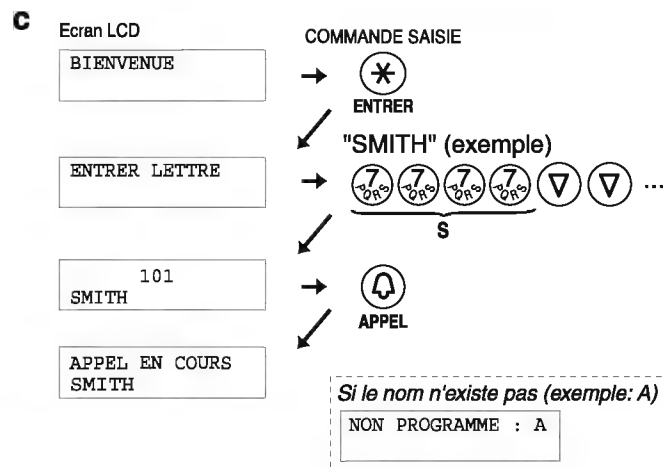 C
Ecran LCD
COMMANDE SAISIE
BIENVENUE
ENTRER
"SMITH" (exemple)
ENTRER LETTRE
7 PQRS 7 PQRS 7 PQRS 7 PQRS ...
S
101
SMITH
APPEL
APPEL EN COURS
SMITH
Si le nom n'existe pas (exemple: A)
NON PROGRAMME : A